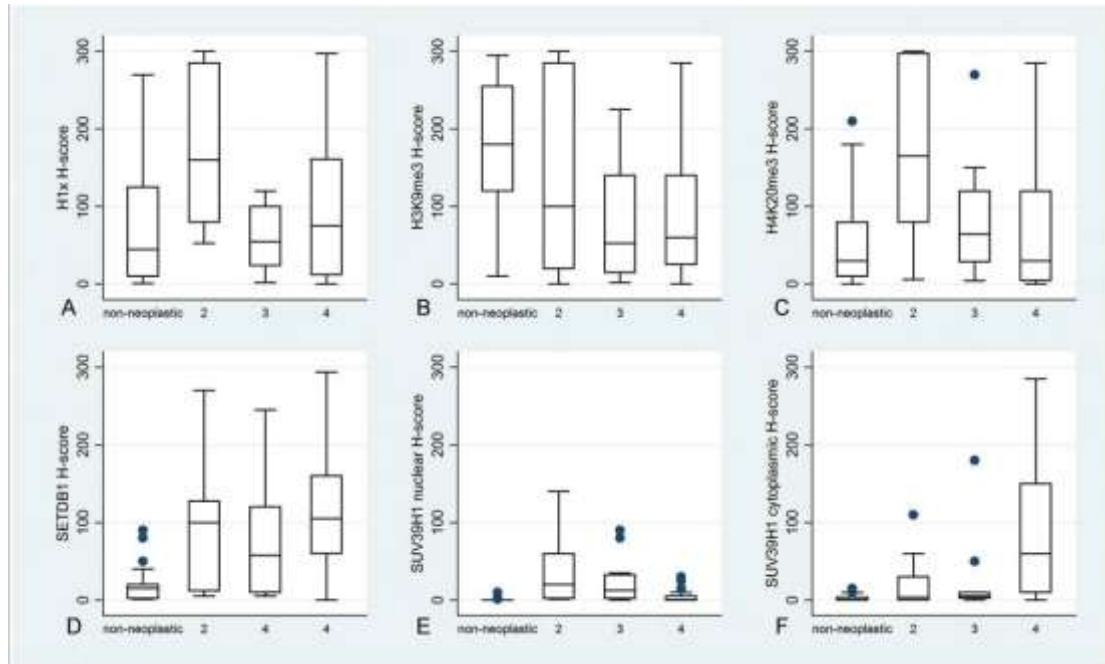 H1x H-score
300
200
100
0
A
non-neoplastic 2 3 4
H3K9me3 H-score
300
200
100
0
B
non-neoplastic 2 3 4
H4K20me3 H-score
300
200
100
0
C
non-neoplastic 2 3 4
SETDB1 H-score
300
200
100
0
D
non-neoplastic 2 4 4
SUV39H1 nuclear H-score
300
200
100
0
E
non-neoplastic 2 3 4
SUV39H1 cytoplasmic H-score
300
200
100
0
F
non-neoplastic 2 3 4